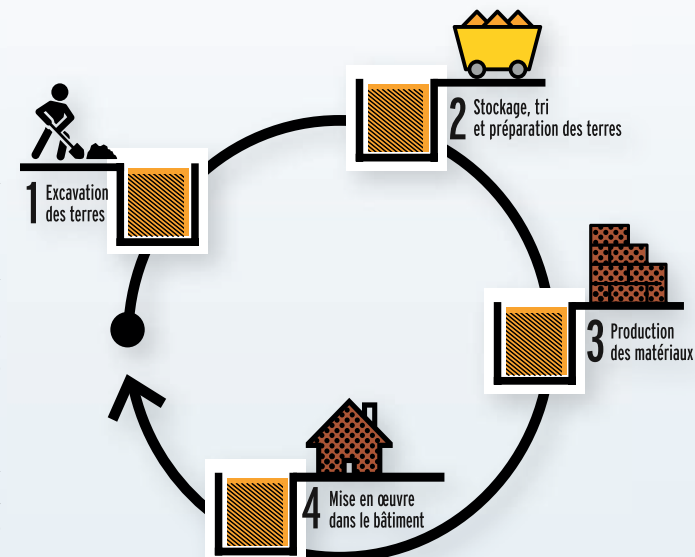 1 Excavation
des terres
2 Stockage, tri
et préparation des terres
3 Production
des matériaux
4 Mise en œuvre
dans le bâtiment